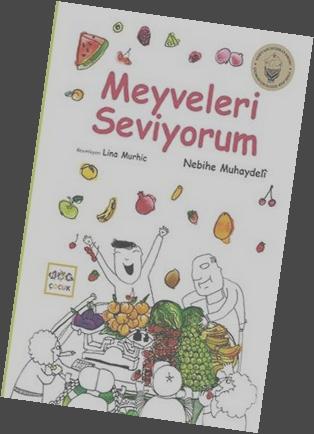 Meyveleri
Seviyorum
Resimleyen: Lina Murhic
Nebihe Muhaydelî
ÇOCUK